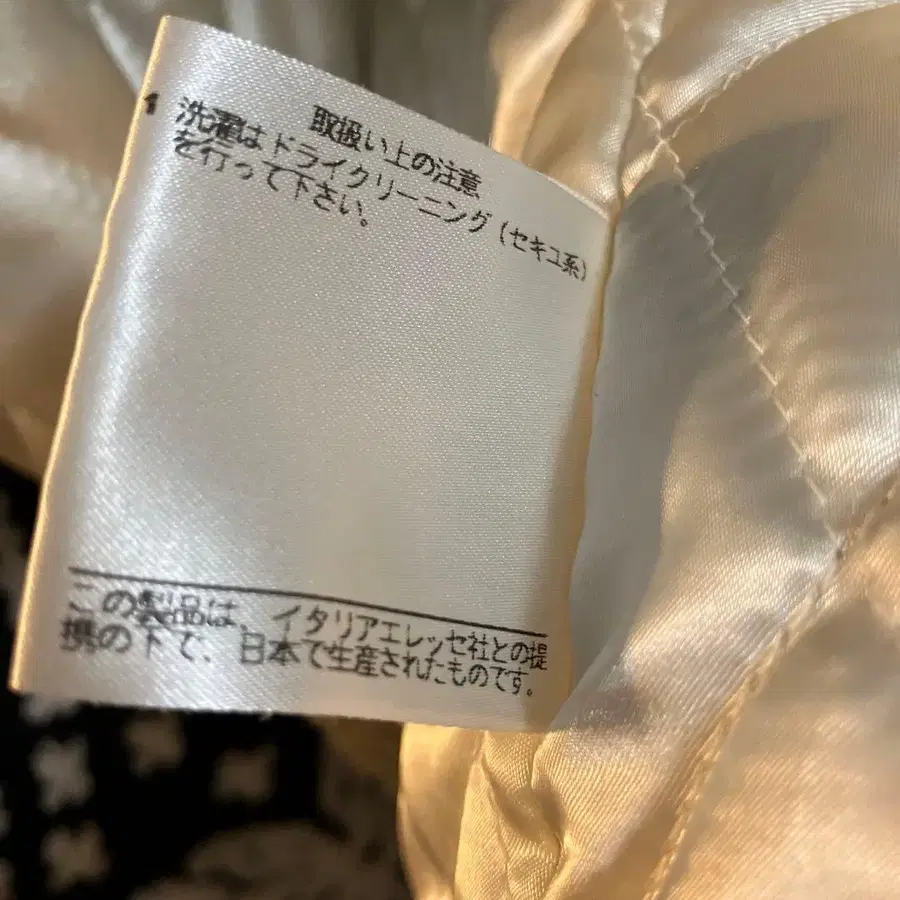 取扱い上の注意
1 洗濯はドライクリーニング(セキユ系)
を行って下さい。
この製品は、イタリアエレッセ社との提
携の下で、日本で生産されたものです。